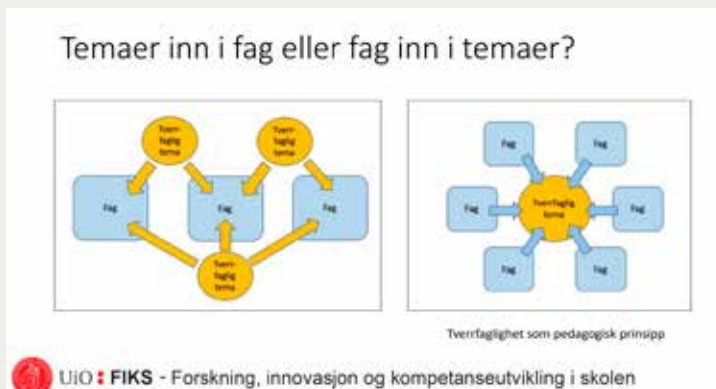 Temaer inn i fag eller fag inn i temaer?
Tverr-
faglig
tema
Tverr-
faglig
tema
Fag
Fag
Fag
Tverr-
faglig
tema
Fag
Fag
Fag
Tverrfaglig
tema
Fag
Fag
Fag
Tverrfaglighet som pedagogisk prinsipp
UiO : FIKS - Forskning, innovasjon og kompetanseutvikling i skolen